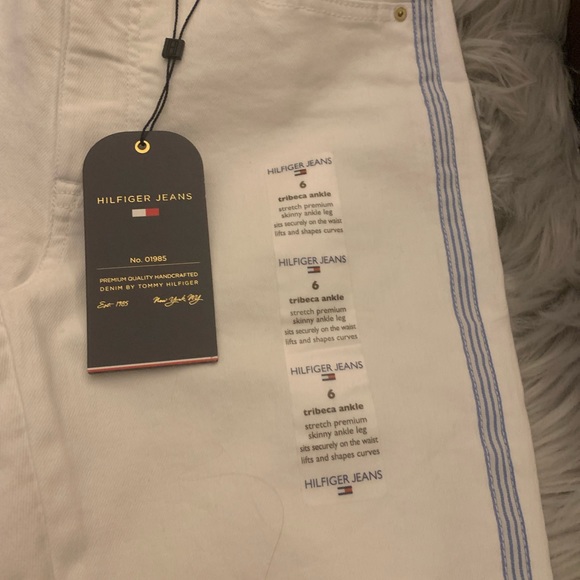 HILFIGER JEANS
No. 01985
PREMIUM QUALITY HANDCRAFTED
DENIM BY TOMMY HILFIGER
Est. 1985 New York, NY
HILFIGER JEANS
6
tribeca ankle
stretch premium
skinny ankle leg
sits securely on the waist
lifts and shapes curves
HILFIGER JEANS
6
tribeca ankle
stretch premium
skinny ankle leg
sits securely on the waist
lifts and shapes curves
HILFIGER JEANS
6
tribeca ankle
stretch premium
skinny ankle leg
sits securely on the waist
lifts and shapes curves
HILFIGER JEANS